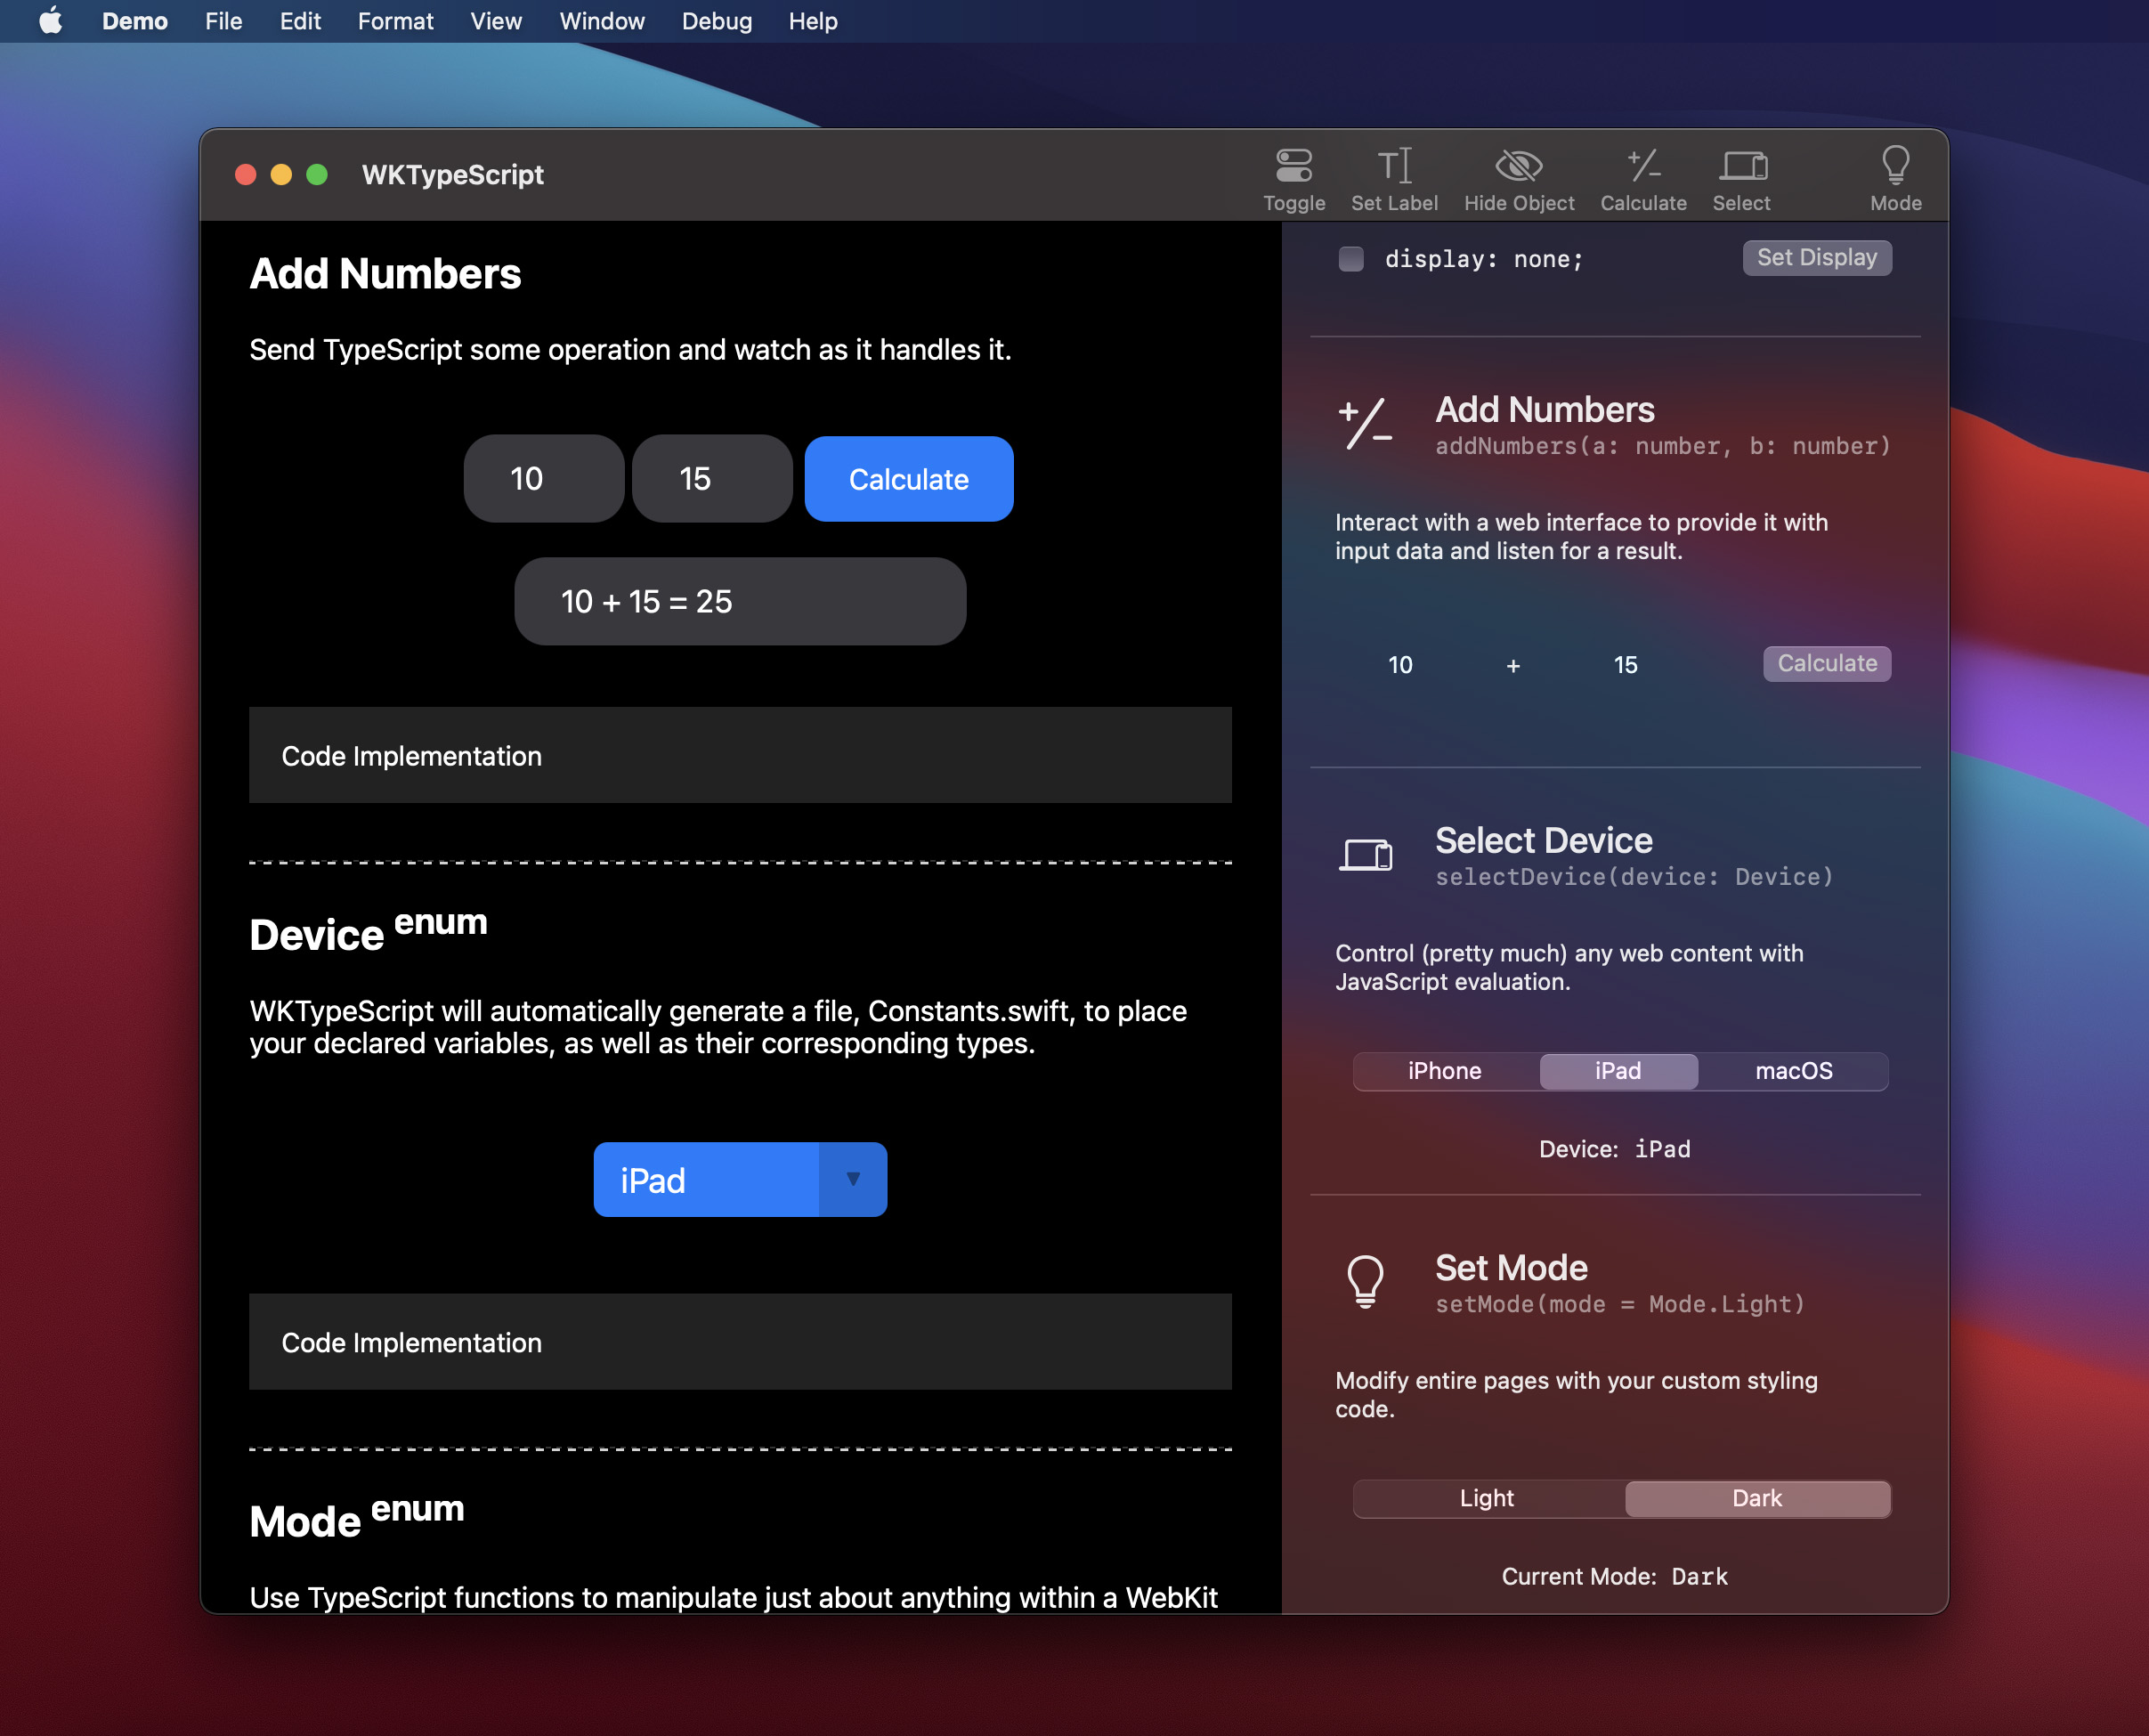 Demo File Edit Format View Window Debug Help
WKTypeScript
Toggle Set Label Hide Object Calculate Select Mode
Add Numbers
Send TypeScript some operation and watch as it handles it.
10 15 Calculate
10 + 15 = 25
Code Implementation
Device enum
WKTypeScript will automatically generate a file, Constants.swift, to place
your declared variables, as well as their corresponding types.
iPad
Code Implementation
Mode enum
Use TypeScript functions to manipulate just about anything within a WebKit
display: none; Set Display
Add Numbers
addNumbers(a: number, b: number)
Interact with a web interface to provide it with
input data and listen for a result.
10 + 15 Calculate
Select Device
selectDevice(device: Device)
Control (pretty much) any web content with
JavaScript evaluation.
iPhone iPad macOS
Device: iPad
Set Mode
setMode(mode = Mode.Light)
Modify entire pages with your custom styling
code.
Light Dark
Current Mode: Dark